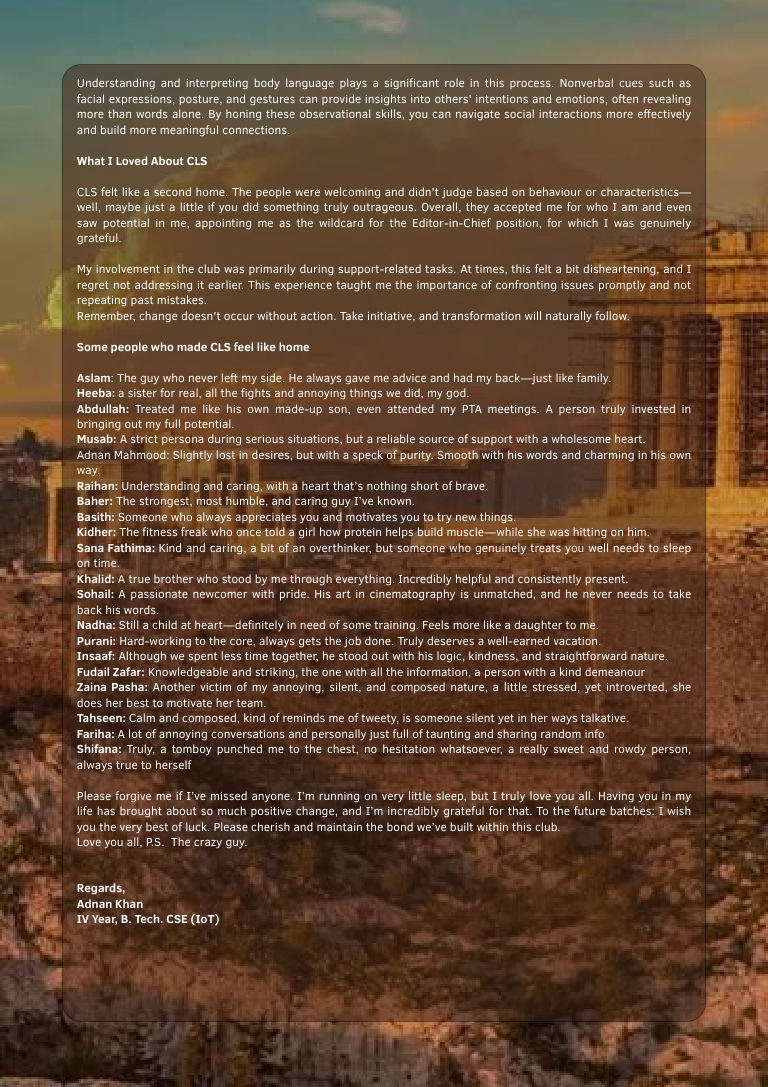 Understanding and interpreting body language plays a significant role in this process. Nonverbal cues such as
facial expressions, posture, and gestures can provide insights into others' intentions and emotions, often revealing
more than words alone. By honing these observational skills, you can navigate social interactions more effectively
and build more meaningful connections.
What I Loved About CLS
CLS felt like a second home. The people were welcoming and didn't judge based on behaviour or characteristics—
well, maybe just a little if you did something truly outrageous. Overall, they accepted me for who I am and even
saw potential in me, appointing me as the wildcard for the Editor-in-Chief position, for which I was genuinely
grateful.
My involvement in the club was primarily during support-related tasks. At times, this felt a bit disheartening, and I
regret not addressing it earlier. This experience taught me the importance of confronting issues promptly and not
repeating past mistakes.
Remember, change doesn't occur without action. Take initiative, and transformation will naturally follow.
Some people who made CLS feel like home
Aslam: The guy who never left my side. He always gave me advice and had my back—just like family.
Heeba: a sister for real, all the fights and annoying things we did, my god.
Abdullah: Treated me like his own made-up son, even attended my PTA meetings. A person truly invested in
bringing out my full potential.
Musab: A strict persona during serious situations, but a reliable source of support with a wholesome heart.
Adnan Mahmood: Slightly lost in desires, but with a speck of purity. Smooth with his words and charming in his own
way.
Raihan: Understanding and caring, with a heart that's nothing short of brave.
Baher: The strongest, most humble, and caring guy I've known.
Basith: Someone who always appreciates you and motivates you to try new things.
Kidher: The fitness freak who once told a girl how protein helps build muscle—while she was hitting on him.
Sana Fathima: Kind and caring, a bit of an overthinker, but someone who genuinely treats you well needs to sleep
on time.
Khalid: A true brother who stood by me through everything. Incredibly helpful and consistently present.
Sohail: A passionate newcomer with pride. His art in cinematography is unmatched, and he never needs to take
back his words.
Nadha: Still a child at heart—definitely in need of some training. Feels more like a daughter to me.
Purani: Hard-working to the core, always gets the job done. Truly deserves a well-earned vacation.
Insaaf: Although we spent less time together, he stood out with his logic, kindness, and straightforward nature.
Fudail Zafar: Knowledgeable and striking, the one with all the information, a person with a kind demeanour
Zaina Pasha: Another victim of my annoying, silent, and composed nature, a little stressed, yet introverted, she
does her best to motivate her team.
Tahseen: Calm and composed, kind of reminds me of tweety, is someone silent yet in her ways talkative.
Fariha: A lot of annoying conversations and personally just full of taunting and sharing random info
Shifana: Truly, a tomboy punched me to the chest, no hesitation whatsoever, a really sweet and rowdy person,
always true to herself
Please forgive me if I've missed anyone. I'm running on very little sleep, but I truly love you all. Having you in my
life has brought about so much positive change, and I'm incredibly grateful for that. To the future batches: I wish
you the very best of luck. Please cherish and maintain the bond we've built within this club.
Love you all, P.S. The crazy guy.
Regards,
Adnan Khan
IV Year, B. Tech. CSE (IoT)